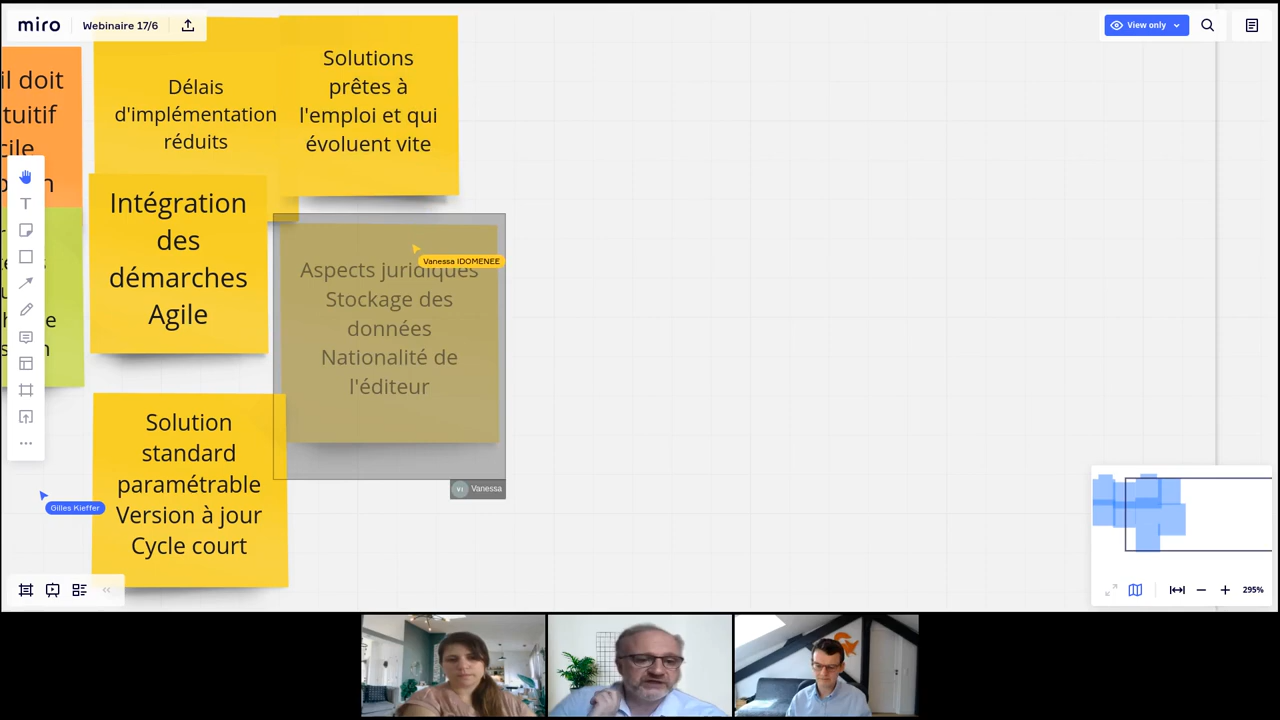 miro
Webinaire 17/6
View only
il doit
tuitif
cile
Délais
d'implémentation
réduits
Solutions
prêtes à
l'emploi et qui
évoluent vite
Intégration
des
démarches
Agile
Vanessa IDOMENEE
Aspects juridiques
Stockage des
données
Nationalité de
l'éditeur
Vanessa
Solution
standard
paramétrable
Version à jour
Cycle court
Gilles Kieffer
295%